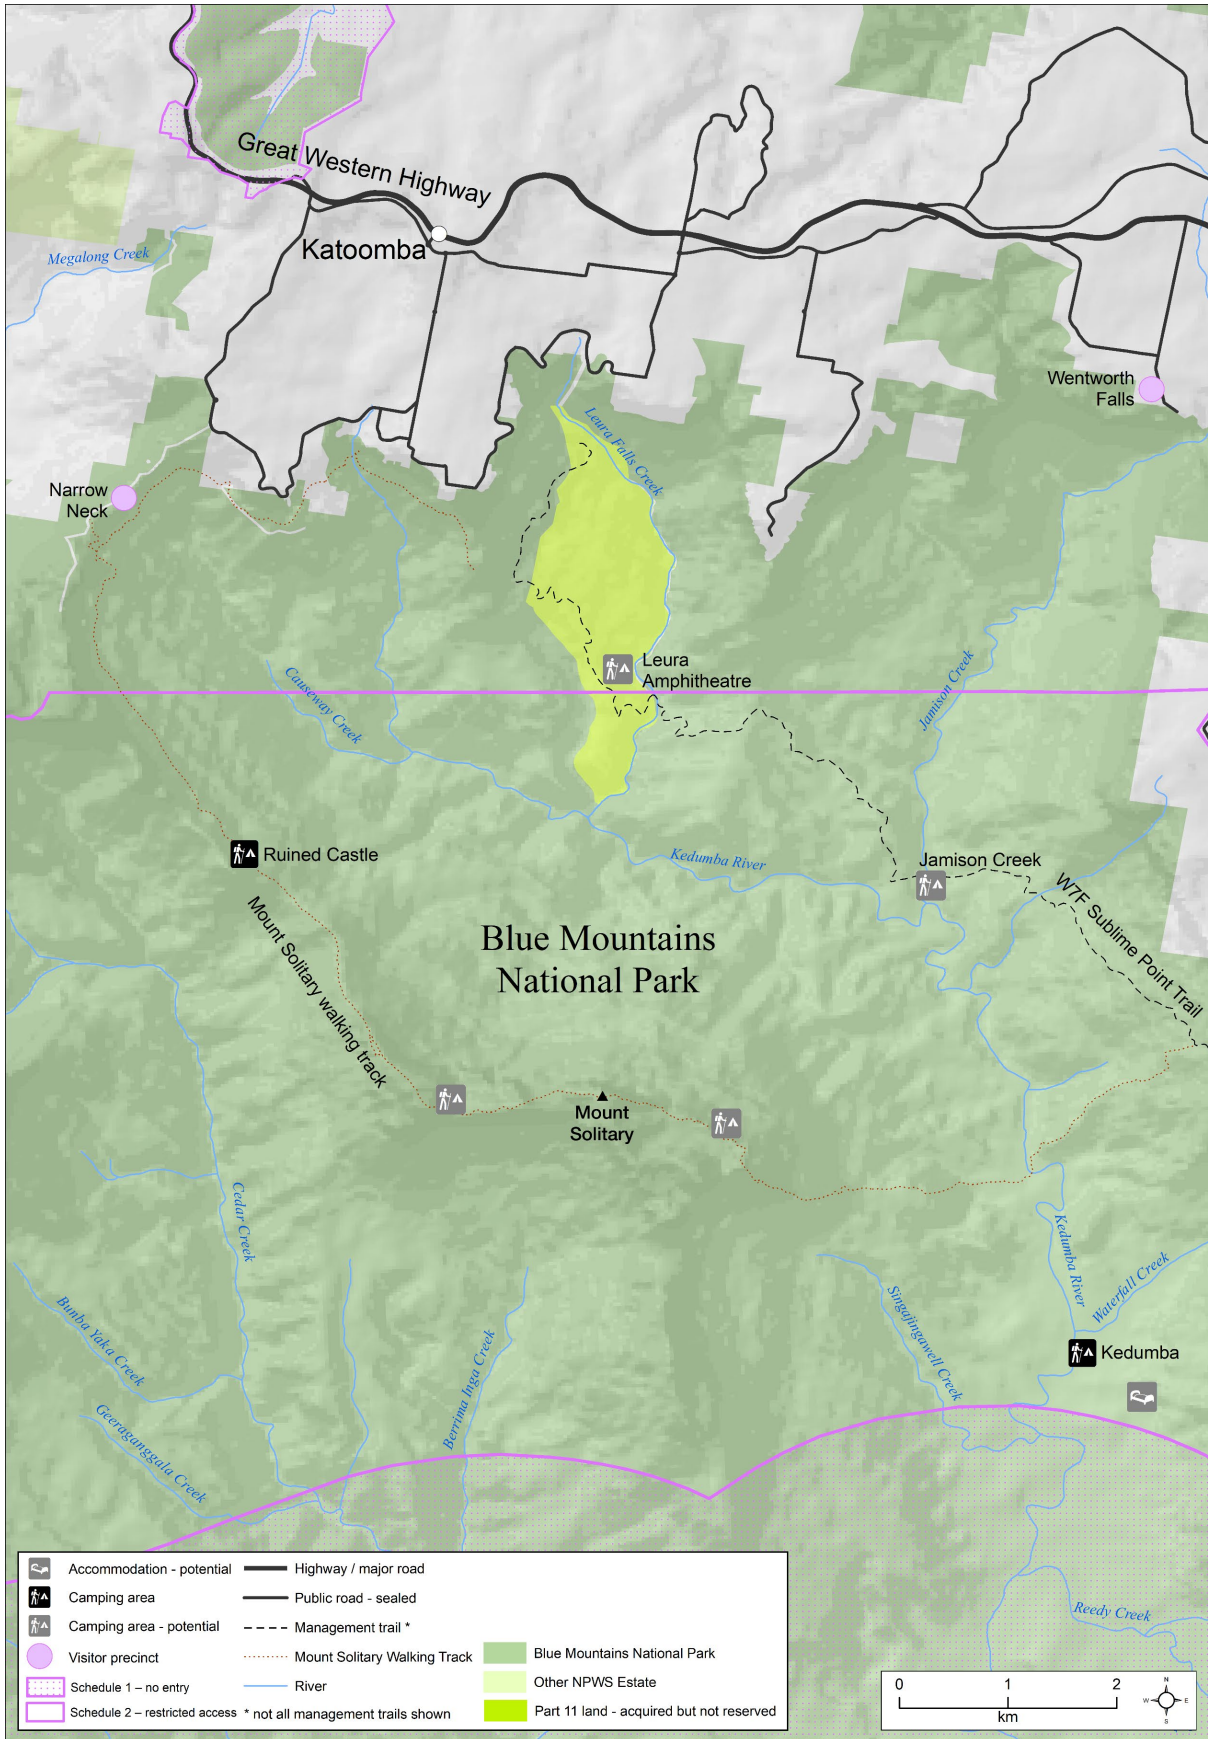 Great Western Highway
Katoomba
Megalong Creek
Wentworth
Falls
Leura Falls Creek
Narrow
Neck
Leura
Amphitheatre
Causeway Creek
Jamison Creek
Ruined Castle
Kedumba River
Jamison Creek
W7F Sublime Point Trail
Mount Solitary walking track
Blue Mountains
National Park
Mount
Solitary
Cedar Creek
Kedumba River
Waterfall Creek
Singajingawell Creek
Bunba Yaka Creek
Berrima Inga Creek
Kedumba
Geeraganggala Creek
Reedy Creek
Accommodation - potential
Camping area
Camping area - potential
Visitor precinct
Schedule 1 – no entry
Schedule 2 – restricted access
Highway / major road
Public road - sealed
Management trail *
Mount Solitary Walking Track
River
* not all management trails shown
Blue Mountains National Park
Other NPWS Estate
Part 11 land - acquired but not reserved
0 1 2
km
N
W E
S